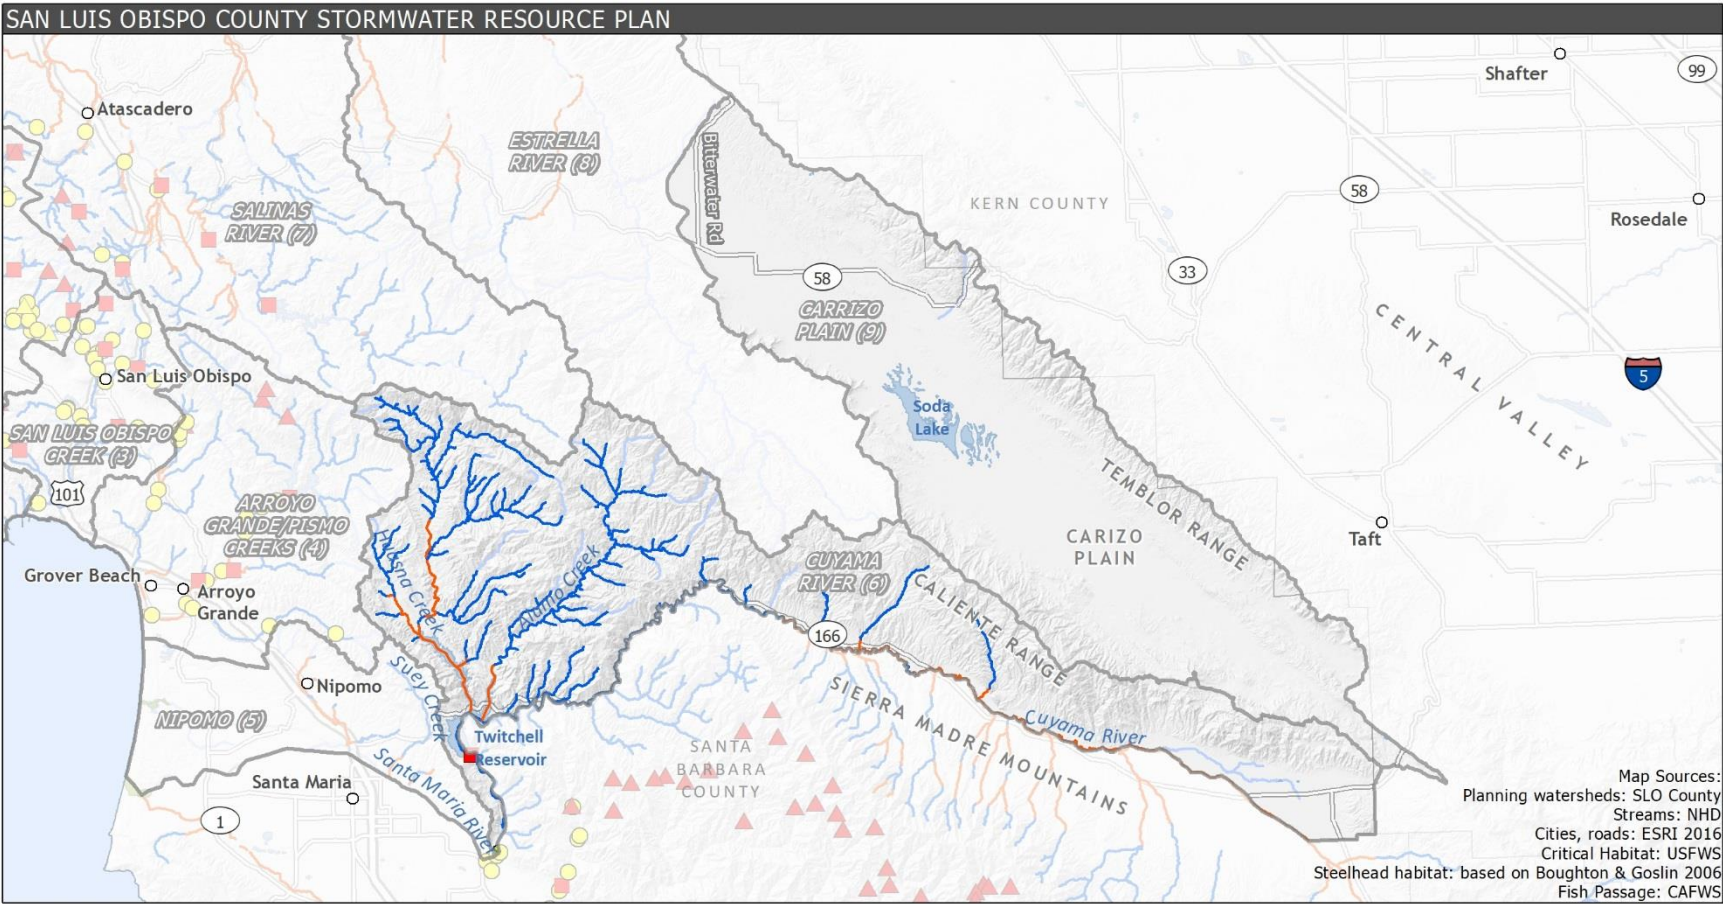 SAN LUIS OBISPO COUNTY STORMWATER RESOURCE PLAN
Shafter
99
Atascadero
ESTRELLA
RIVER (8)
Bitterwater Rd
KERN COUNTY
58
Rosedale
SALINAS
RIVER (7)
33
58
CARRIZO
PLAIN (9)
CENTRAL VALLEY
5
San Luis Obispo
Soda
Lake
SAN LUIS OBISPO
CREEK (3)
101
TEMBLOR RANGE
ARROYO
GRANDE/PISMO
CREEKS (4)
CARIZO
PLAIN
Taft
Huasna Creek
Alamo Creek
CUYAMA
RIVER (6)
CALIENTE RANGE
Grover Beach
Arroyo
Grande
166
Suey Creek
Nipomo
SIERRA MADRE MOUNTAINS
NIPOMO (5)
Cuyama River
Twitchell
Reservoir
SANTA
BARBARA
COUNTY
Santa Maria River
Santa Maria
1
Map Sources:
Planning watersheds: SLO County
Streams: NHD
Cities, roads: ESRI 2016
Critical Habitat: USFWS
Steelhead habitat: based on Boughton & Goslin 2006
Fish Passage: CAFWS